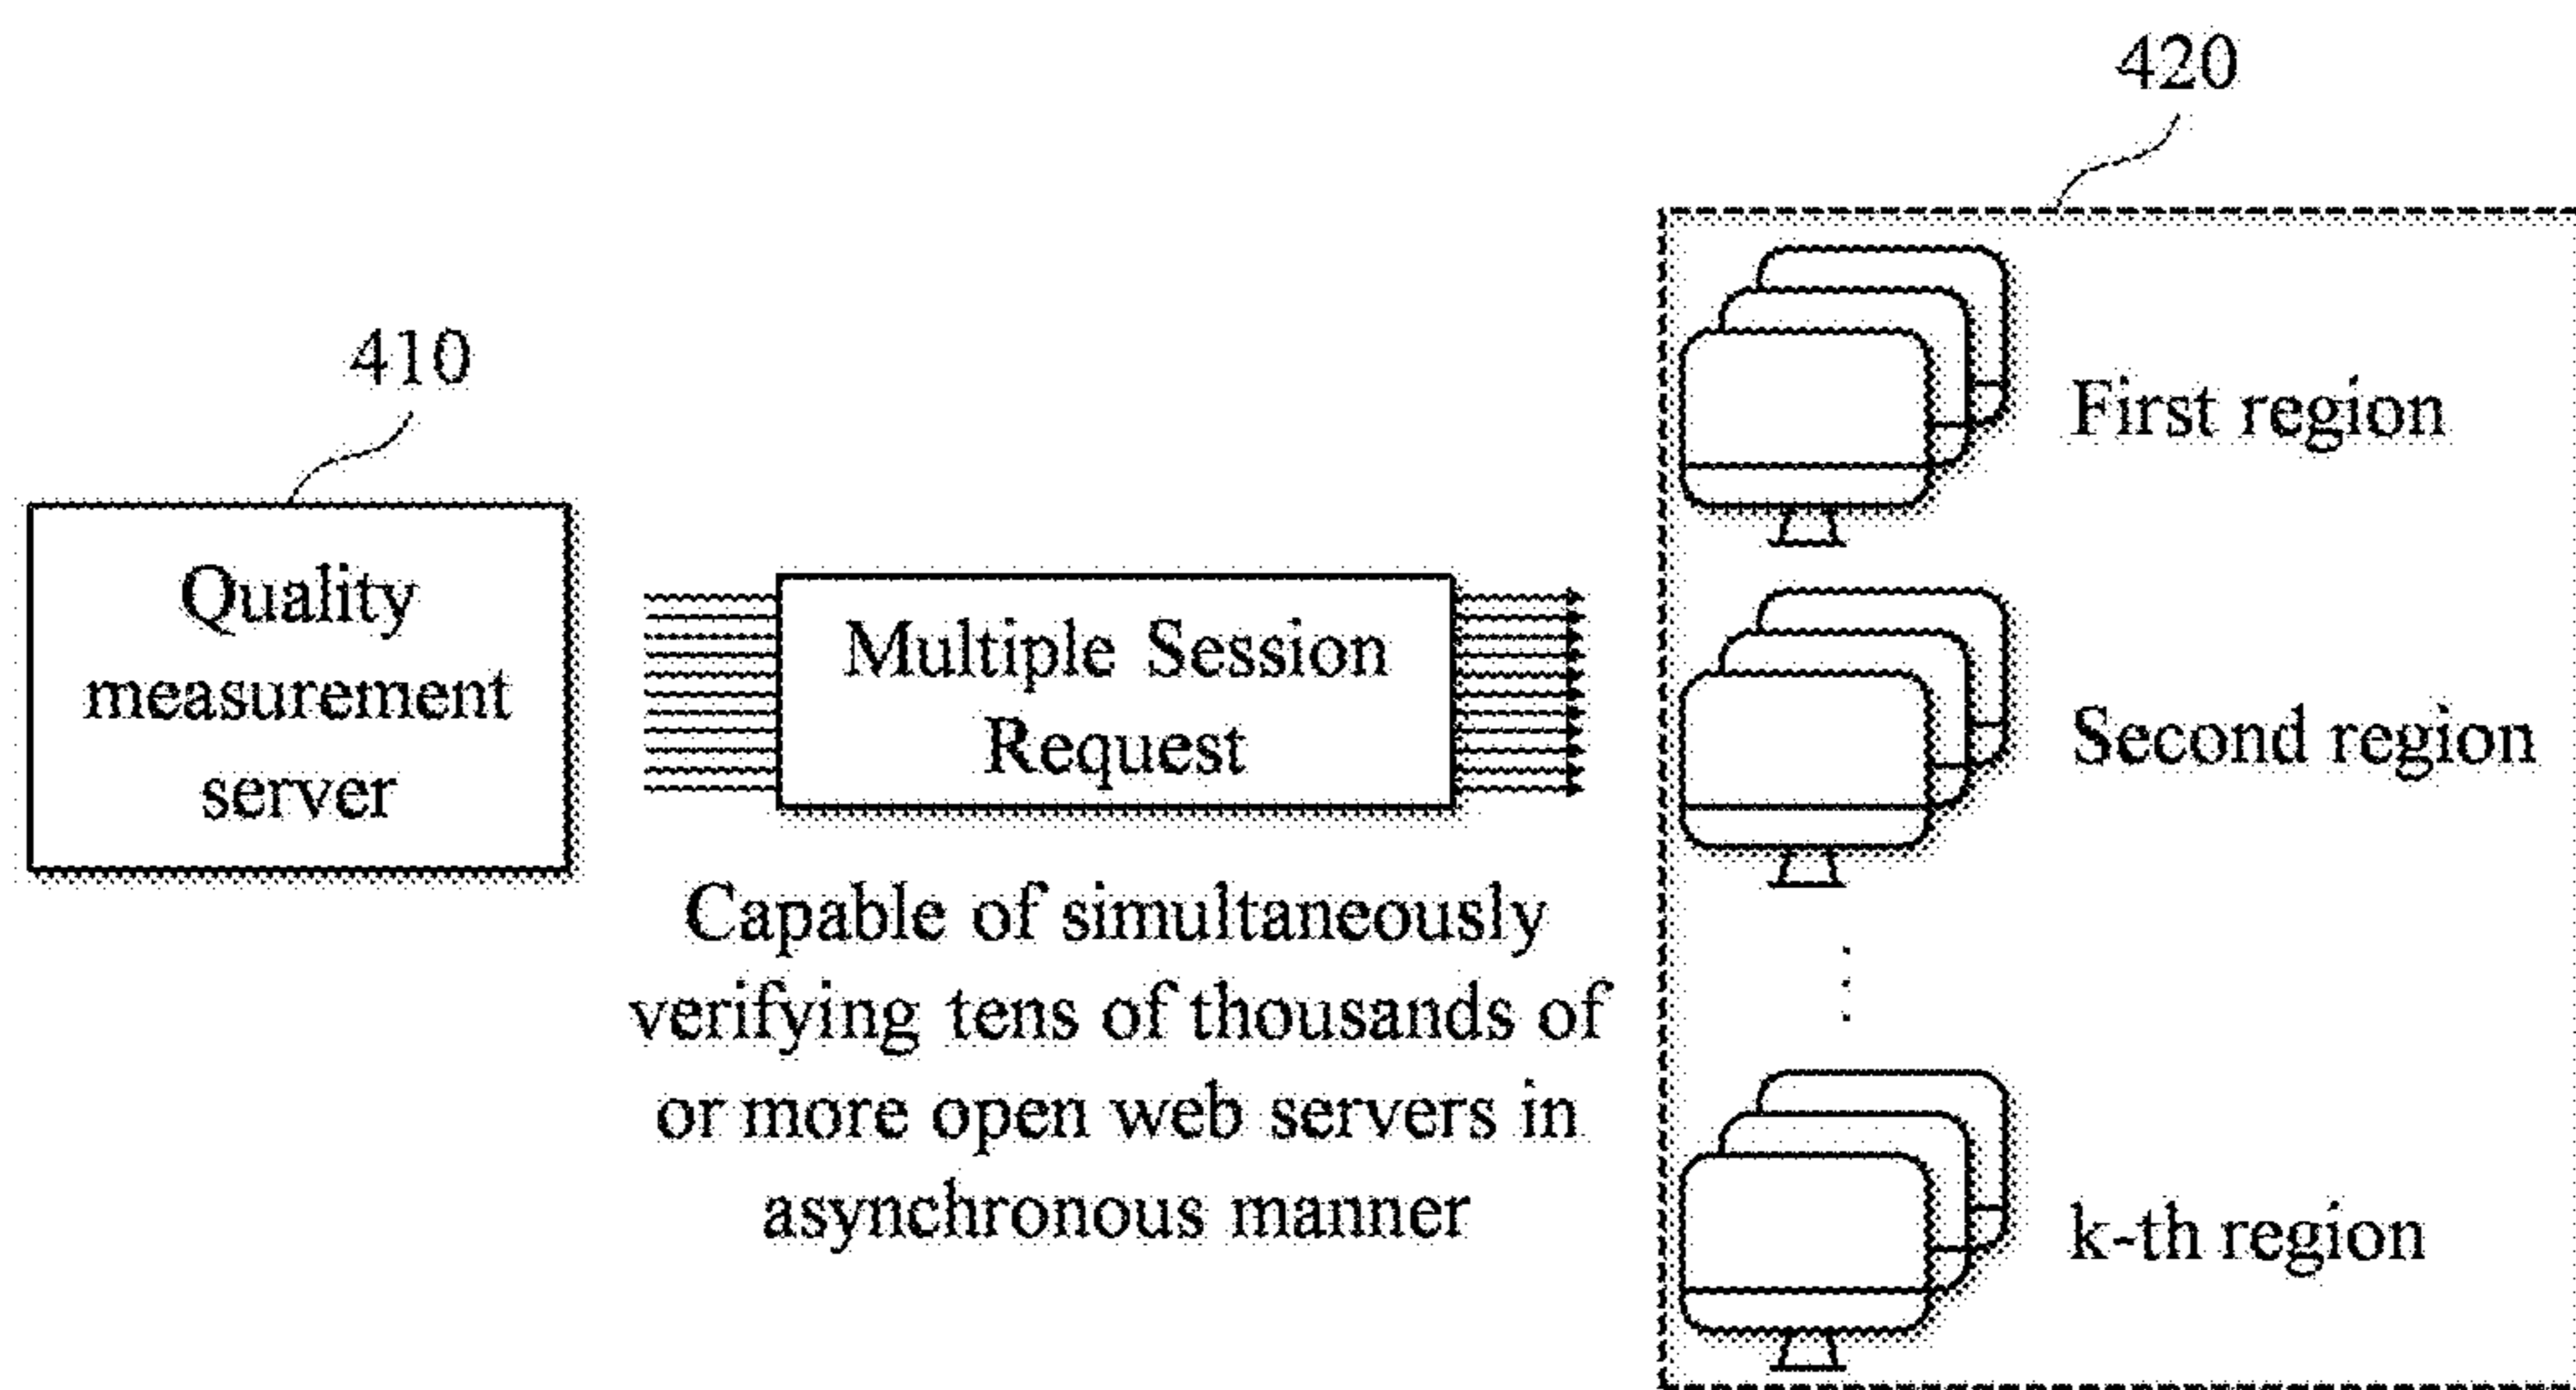 420
410
First region
Quality
measurement
server
Multiple Session
Request
Second region
Capable of simultaneously
verifying tens of thousands of
or more open web servers in
asynchronous manner
k-th region